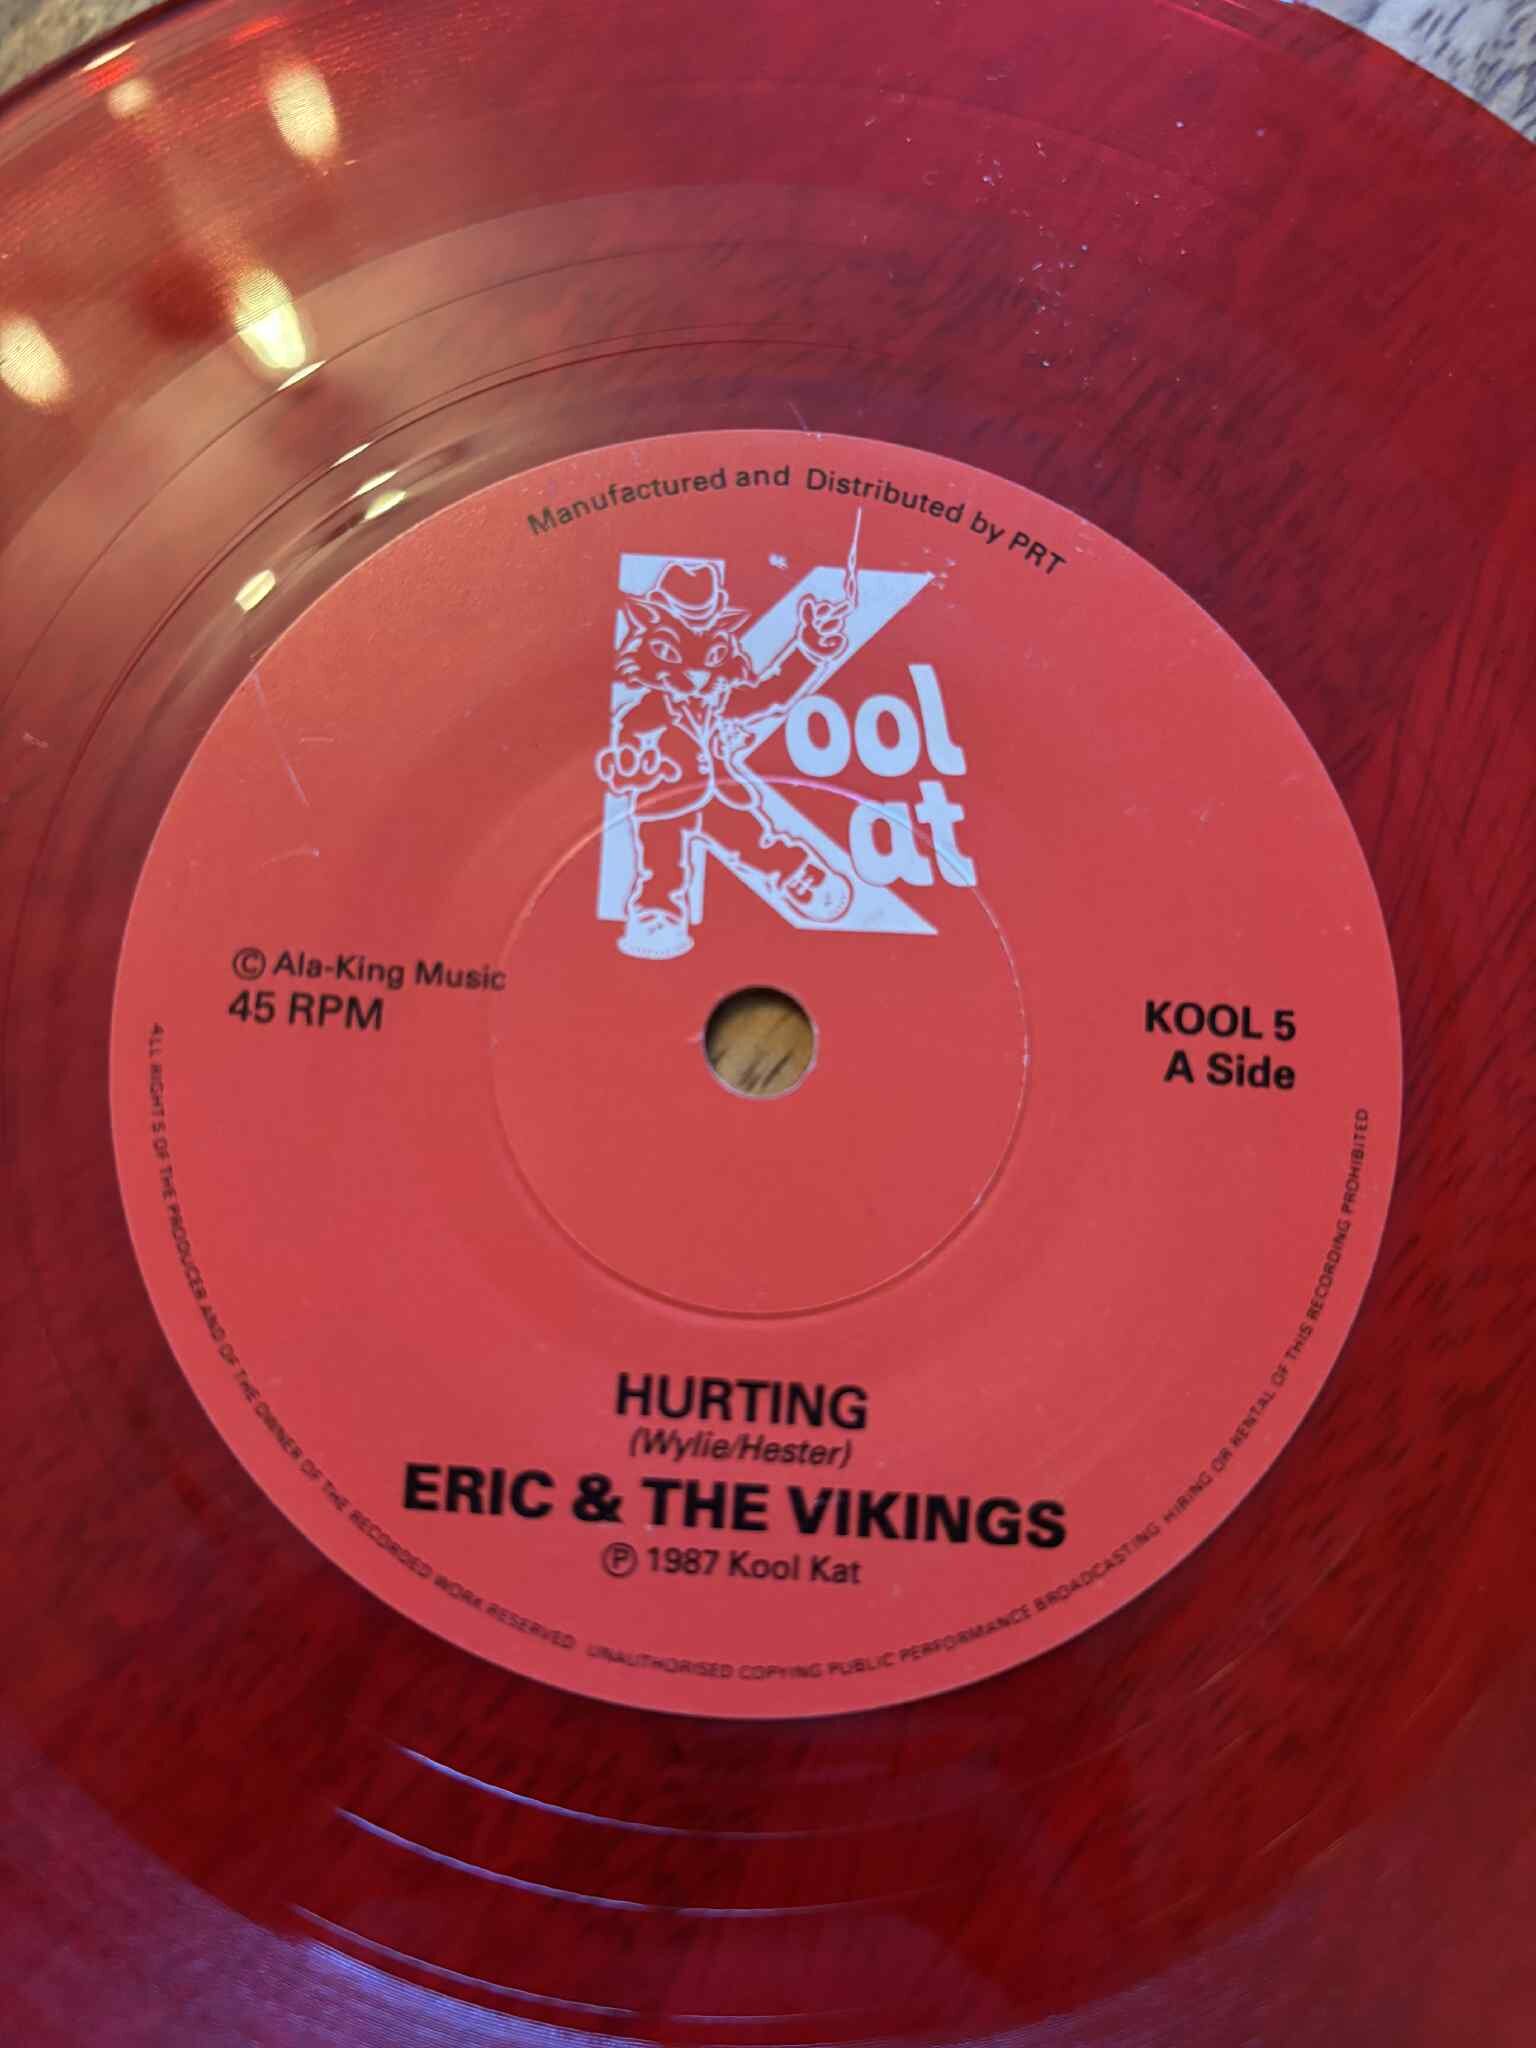 Manufactured and Distributed by PRT
Kool
Kat
© Ala-King Music
45 RPM
KOOL 5
A Side
HURTING
(Wylie/Hester)
ERIC & THE VIKINGS
℗ 1987 Kool Kat
ALL RIGHTS OF THE PRODUCER AND OF THE OWNER OF THE RECORDED WORK RESERVED UNAUTHORISED COPYING PUBLIC PERFORMANCE BROADCASTING HIRING OR RENTAL OF THIS RECORDING PROHIBITED